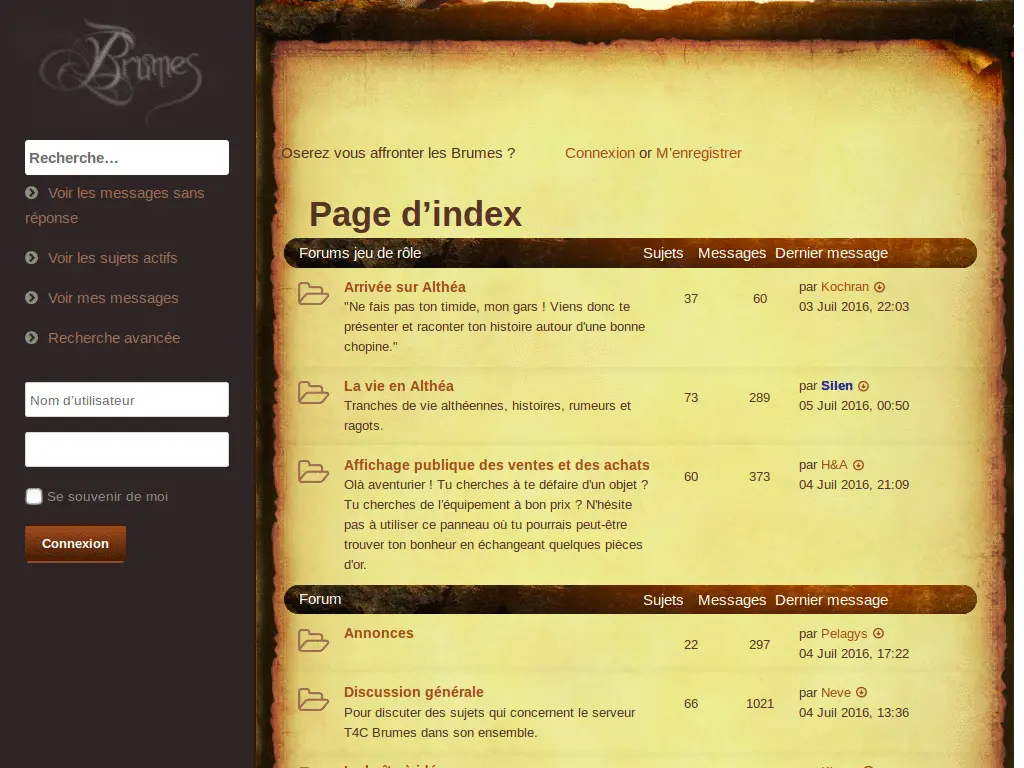 Brumes
Recherche…
Voir les messages sans
réponse
Voir les sujets actifs
Voir mes messages
Recherche avancée
Nom d’utilisateur
Se souvenir de moi
Connexion
Oserez vous affronter les Brumes ?
Connexion or M’enregistrer
Page d’index
Forums jeu de rôle Sujets Messages Dernier message
Arrivée sur Althéa
"Ne fais pas ton timide, mon gars ! Viens donc te
présenter et raconter ton histoire autour d'une bonne
chopine."
37
60
par Kochran
03 Juil 2016, 22:03
La vie en Althéa
Tranches de vie althéennes, histoires, rumeurs et
ragots.
73
289
par Silen
05 Juil 2016, 00:50
Affichage publique des ventes et des achats
Olà aventurier ! Tu cherches à te défaire d'un objet ?
Tu cherches de l'équipement à bon prix ? N'hésite
pas à utiliser ce panneau où tu pourrais peut-être
trouver ton bonheur en échangeant quelques pièces
d'or.
60
373
par H&A
04 Juil 2016, 21:09
Forum Sujets Messages Dernier message
Annonces
22
297
par Pelagys
04 Juil 2016, 17:22
Discussion générale
Pour discuter des sujets qui concernent le serveur
T4C Brumes dans son ensemble.
66
1021
par Neve
04 Juil 2016, 13:36